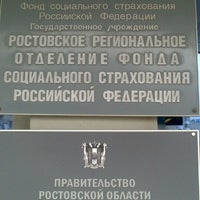 Фонд социального страхования
Российской Федерации
Государственное учреждение
РОСТОВСКОЕ РЕГИОНАЛЬНОЕ
ОТДЕЛЕНИЕ ФОНДА
СОЦИАЛЬНОГО СТРАХОВАНИЯ
РОССИЙСКОЙ ФЕДЕРАЦИИ
ПРАВИТЕЛЬСТВО
РОСТОВСКОЙ ОБЛАСТИ